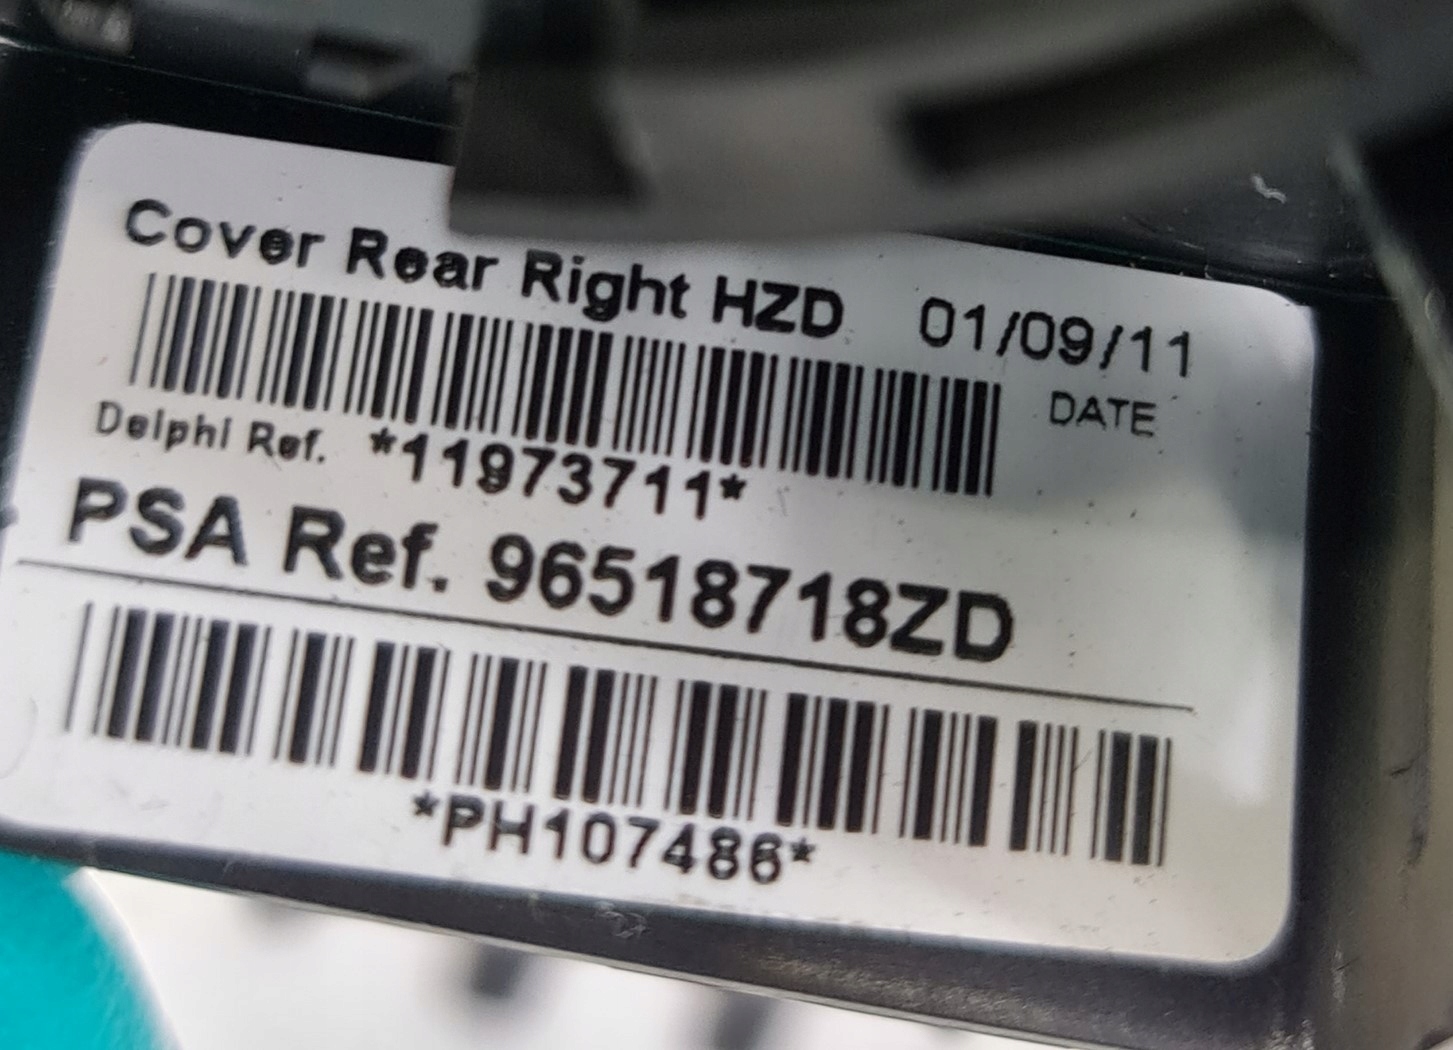 Cover Rear Right HZD 01/09/11
DATE
Delphi Ref. *11973711*
PSA Ref. 96518718ZD
*PH107486*